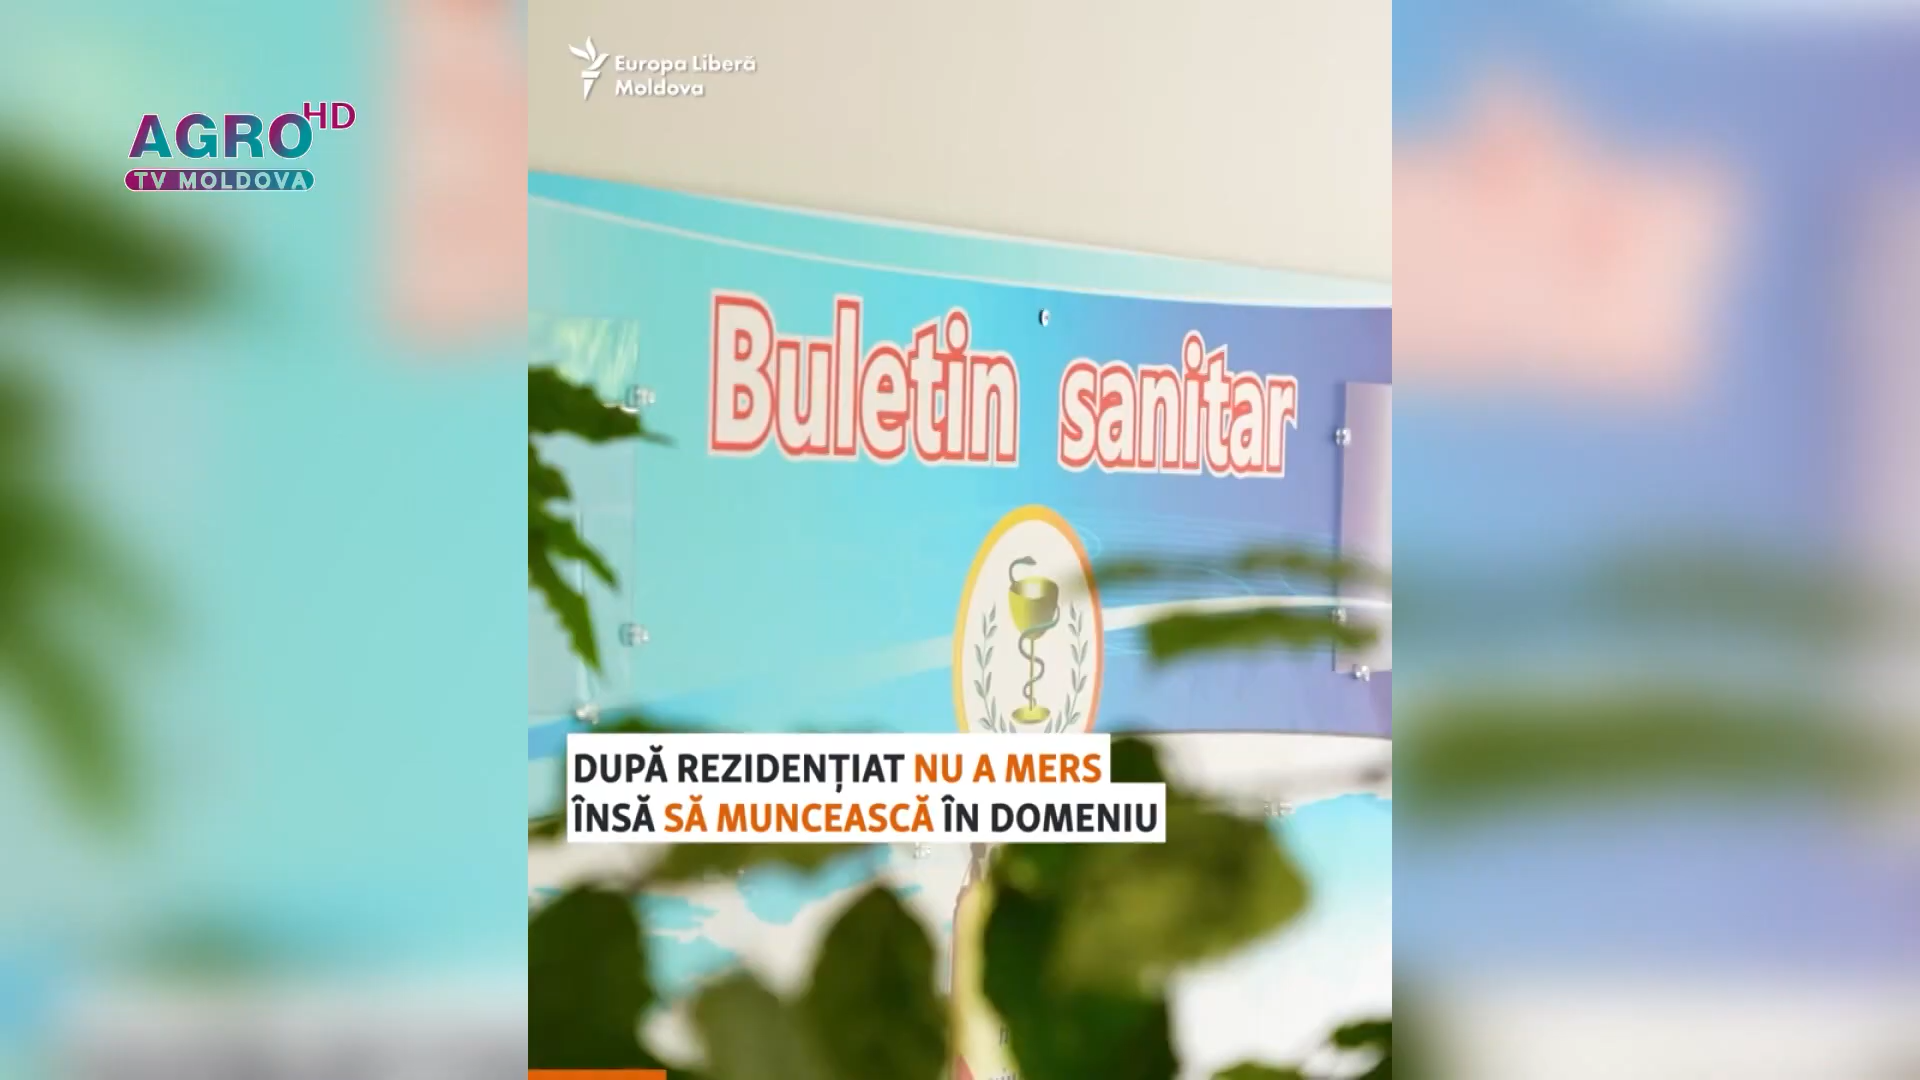 Europa Liberă
Moldova
AGRO HD
TV MOLDOVA
Buletin sanitar
DUPĂ REZIDENȚIAT NU A MERS
ÎNSĂ SĂ MUNCEASCĂ ÎN DOMENIU